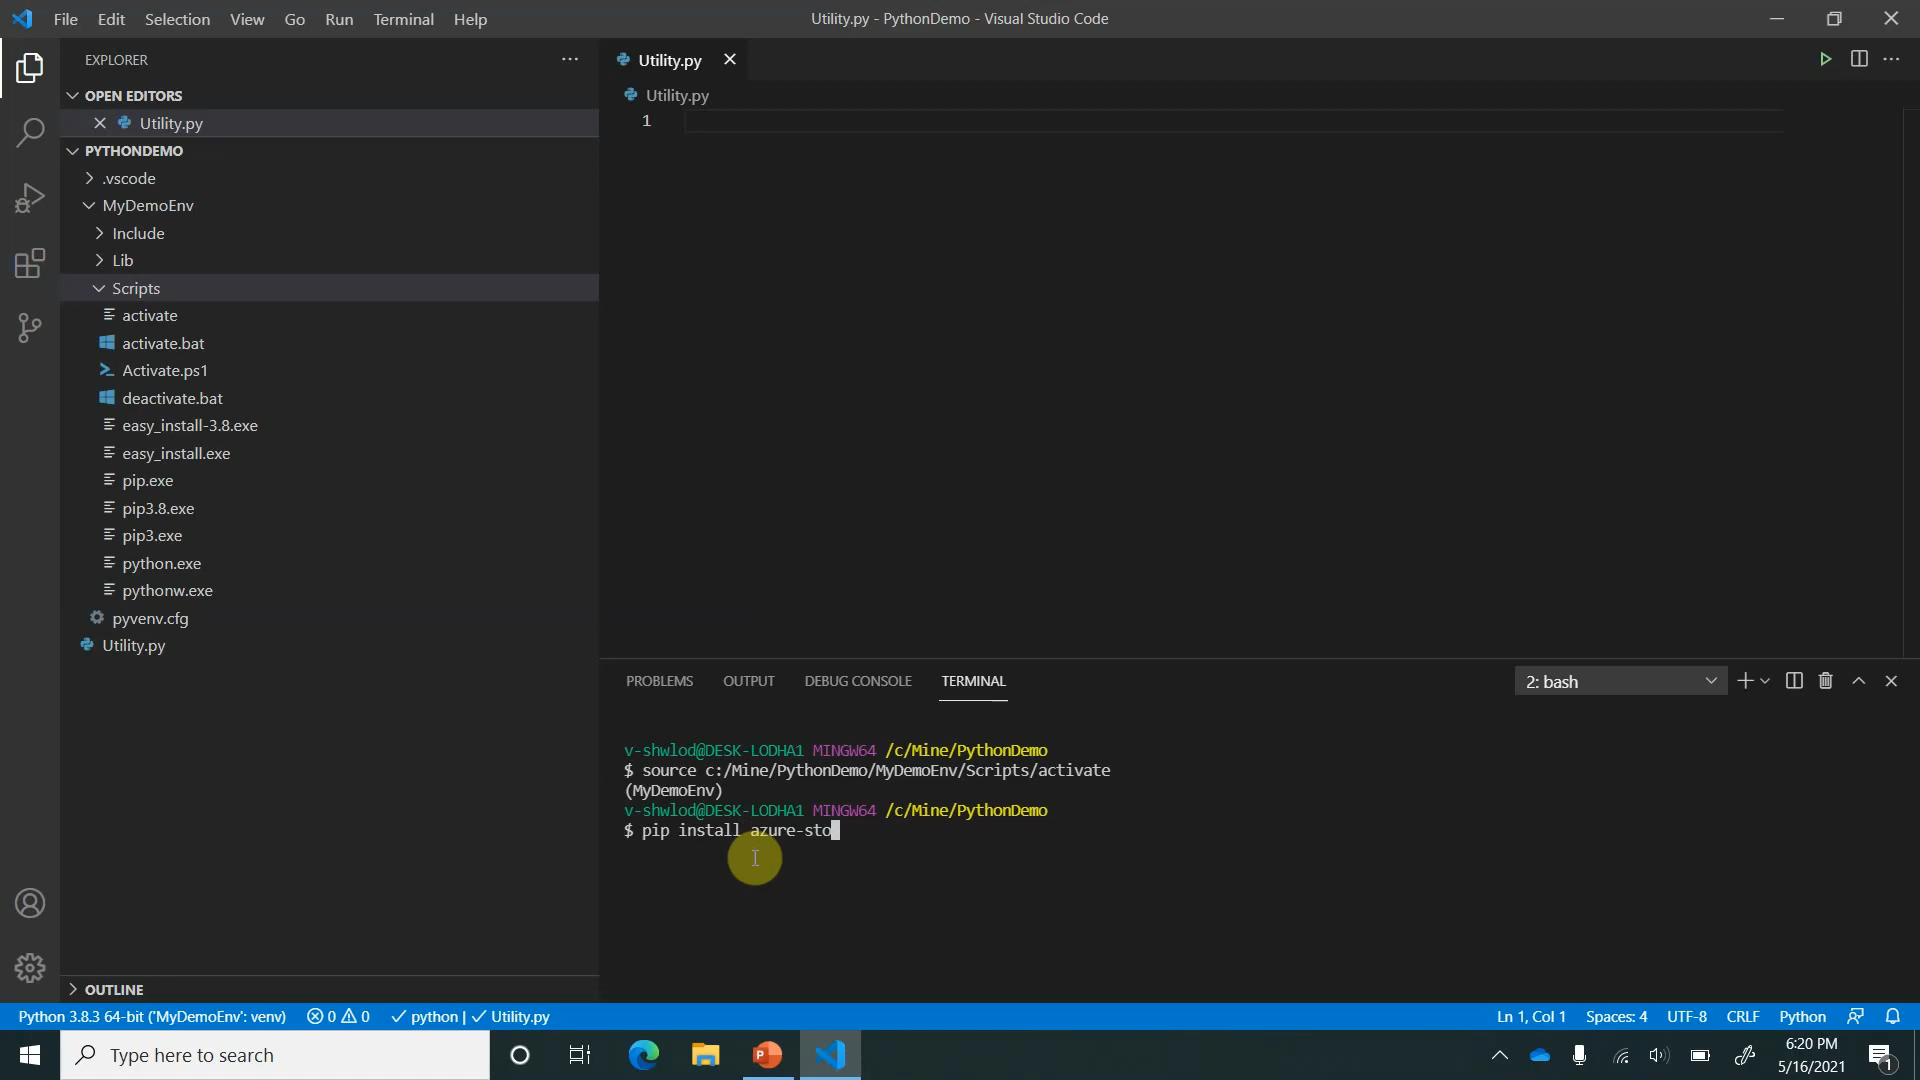 File Edit Selection View Go Run Terminal Help
Utility.py - PythonDemo - Visual Studio Code
EXPLORER
OPEN EDITORS
Utility.py
PYTHONDEMO
.vscode
MyDemoEnv
Include
Lib
Scripts
activate
activate.bat
Activate.ps1
deactivate.bat
easy_install-3.8.exe
easy_install.exe
pip.exe
pip3.8.exe
pip3.exe
python.exe
pythonw.exe
pyvenv.cfg
Utility.py
OUTLINE
Utility.py
Utility.py
1
PROBLEMS OUTPUT DEBUG CONSOLE TERMINAL
2: bash
v-shwlod@DESK-LODHA1 MINGW64 /c/Mine/PythonDemo
$ source c:/Mine/PythonDemo/MyDemoEnv/Scripts/activate
(MyDemoEnv)
v-shwlod@DESK-LODHA1 MINGW64 /c/Mine/PythonDemo
$ pip install azure-sto
Python 3.8.3 64-bit ('MyDemoEnv': venv) 0 0 python | Utility.py
Ln 1, Col 1 Spaces: 4 UTF-8 CRLF Python
Type here to search
6:20 PM
5/16/2021
1